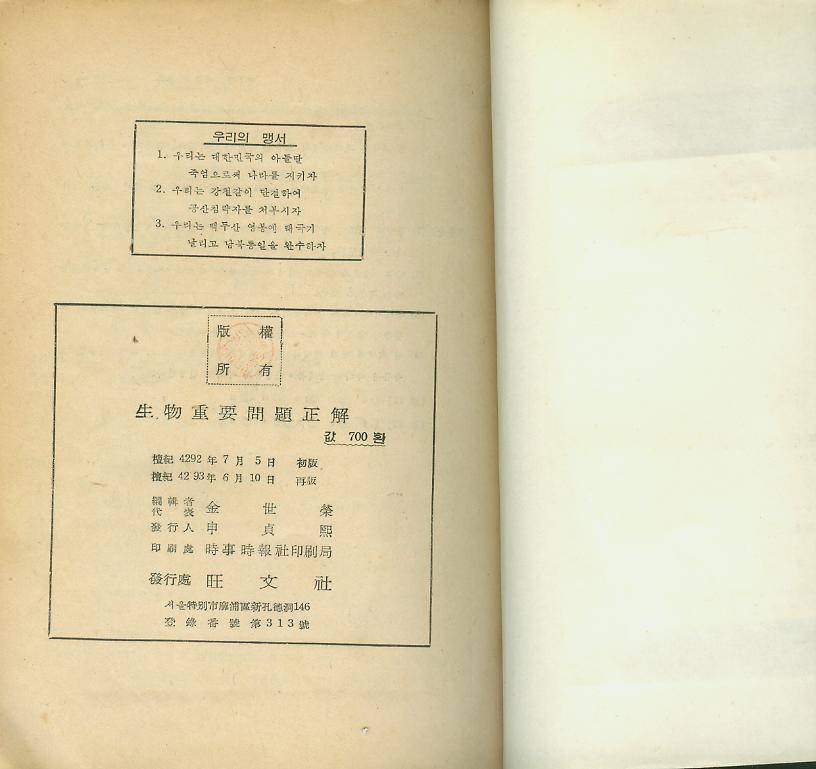 우리의 맹서
1. 우리는 대한민국의 아들딸
죽엄으로써 나라를 지키자
2. 우리는 강철같이 단결하여
공산침략자를 처부시자
3. 우리는 백두산 영봉에 태극기
날리고 남북통일을 완수하자
版 權
所 有
生物重要問題正解
값 700환
檀紀 4292 年 7 月 5 日 初版
檀紀 4293 年 6 月 10 日 再版
編輯者
代表 金世榮
發行人 申貞熙
印刷處 時事時報社印刷局
發行處 旺文社
서울特別市麻浦區新孔德洞146
登錄番號第313號